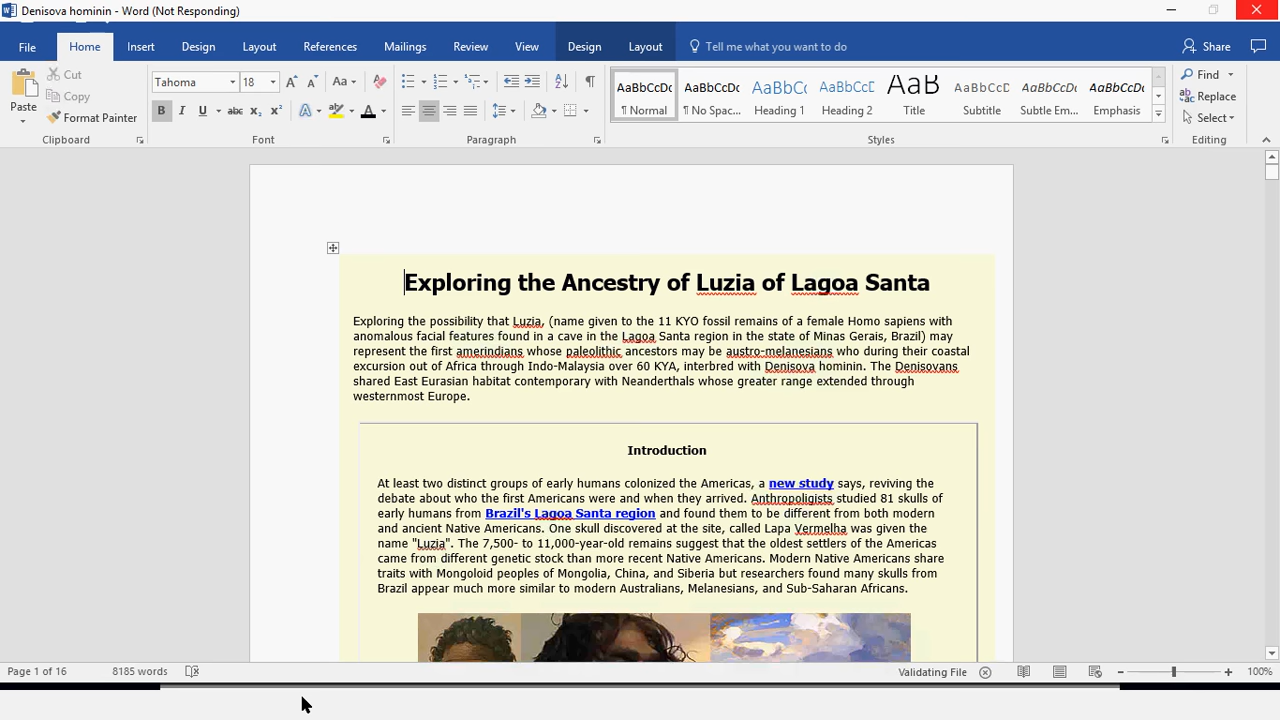 Denisova hominin - Word (Not Responding)
File Home Insert Design Layout References Mailings Review View Design Layout Tell me what you want to do Share
Paste
Cut
Copy
Format Painter
Clipboard
Tahoma 18 Aa
B I U abc x₂ x² A A
Font
Paragraph
AaBbCcDc AaBbCcDc AaBbCc AaBbCcD AaB AaBbCcD AaBbCcDc AaBbCcDc
¶ Normal ¶ No Spac... Heading 1 Heading 2 Title Subtitle Subtle Em... Emphasis
Styles
Find
Replace
Select
Editing
Exploring the Ancestry of Luzia of Lagoa Santa
Exploring the possibility that Luzia, (name given to the 11 KYO fossil remains of a female Homo sapiens with
anomalous facial features found in a cave in the Lagoa Santa region in the state of Minas Gerais, Brazil) may
represent the first amerindians whose paleolithic ancestors may be austro-melanesians who during their coastal
excursion out of Africa through Indo-Malaysia over 60 KYA, interbred with Denisova hominin. The Denisovans
shared East Eurasian habitat contemporary with Neanderthals whose greater range extended through
westernmost Europe.
Introduction
At least two distinct groups of early humans colonized the Americas, a new study says, reviving the
debate about who the first Americans were and when they arrived. Anthropoligists studied 81 skulls of
early humans from Brazil's Lagoa Santa region and found them to be different from both modern
and ancient Native Americans. One skull discovered at the site, called Lapa Vermelha was given the
name "Luzia". The 7,500- to 11,000-year-old remains suggest that the oldest settlers of the Americas
came from different genetic stock than more recent Native Americans. Modern Native Americans share
traits with Mongoloid peoples of Mongolia, China, and Siberia but researchers found many skulls from
Brazil appear much more similar to modern Australians, Melanesians, and Sub-Saharan Africans.
Page 1 of 16 8185 words Validating File 100%